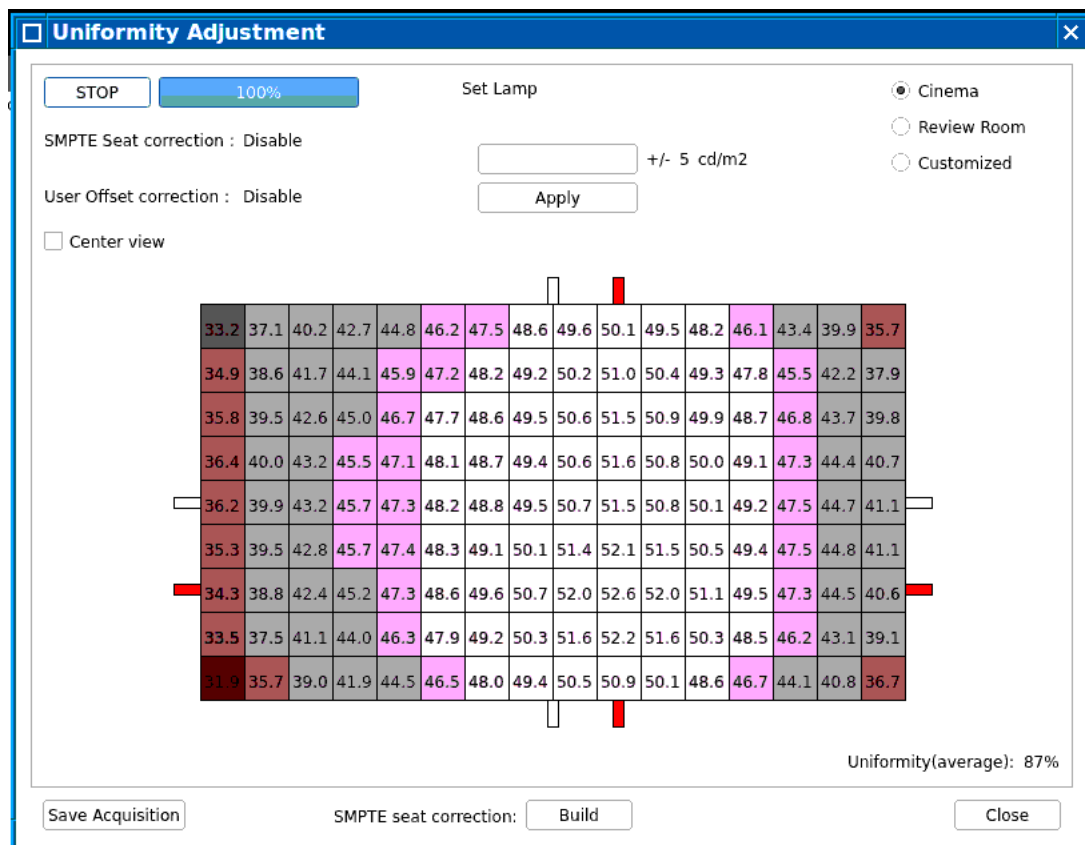 Uniformity Adjustment
STOP 100% Set Lamp Cinema
Review Room
SMPTE Seat correction : Disable
+/- 5 cd/m2 Customized
User Offset correction : Disable Apply
Center view
33.2 37.1 40.2 42.7 44.8 46.2 47.5 48.6 49.6 50.1 49.5 48.2 46.1 43.4 39.9 35.7
34.9 38.6 41.7 44.1 45.9 47.2 48.2 49.2 50.2 51.0 50.4 49.3 47.8 45.5 42.2 37.9
35.8 39.5 42.6 45.0 46.7 47.7 48.6 49.5 50.6 51.5 50.9 49.9 48.7 46.8 43.7 39.8
36.4 40.0 43.2 45.5 47.1 48.1 48.7 49.4 50.6 51.6 50.8 50.0 49.1 47.3 44.4 40.7
36.2 39.9 43.2 45.7 47.3 48.2 48.8 49.5 50.7 51.5 50.8 50.1 49.2 47.5 44.7 41.1
35.3 39.5 42.8 45.7 47.4 48.3 49.1 50.1 51.4 52.1 51.5 50.5 49.4 47.5 44.8 41.1
34.3 38.8 42.4 45.2 47.3 48.6 49.6 50.7 52.0 52.6 52.0 51.1 49.5 47.3 44.5 40.6
33.5 37.5 41.1 44.0 46.3 47.9 49.2 50.3 51.6 52.2 51.6 50.3 48.5 46.2 43.1 39.1
31.9 35.7 39.0 41.9 44.5 46.5 48.0 49.4 50.5 50.9 50.1 48.6 46.7 44.1 40.8 36.7
Uniformity(average): 87%
Save Acquisition SMPTE seat correction: Build Close